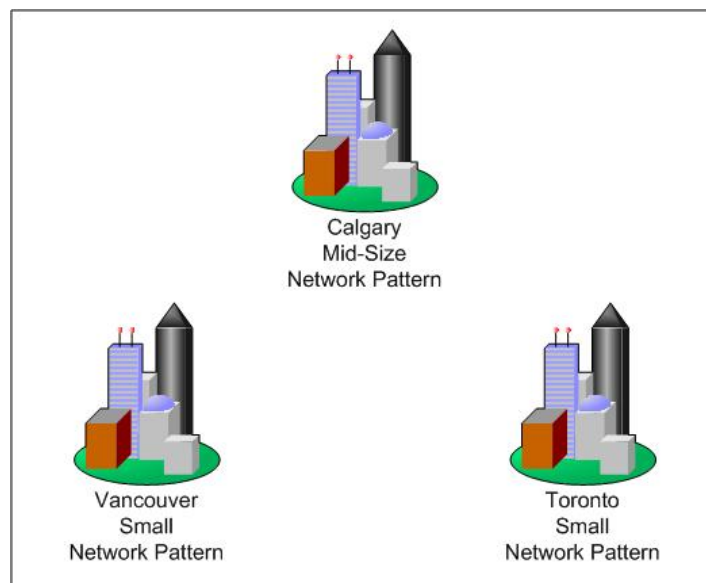 Calgary
Mid-Size
Network Pattern
Vancouver
Small
Network Pattern
Toronto
Small
Network Pattern